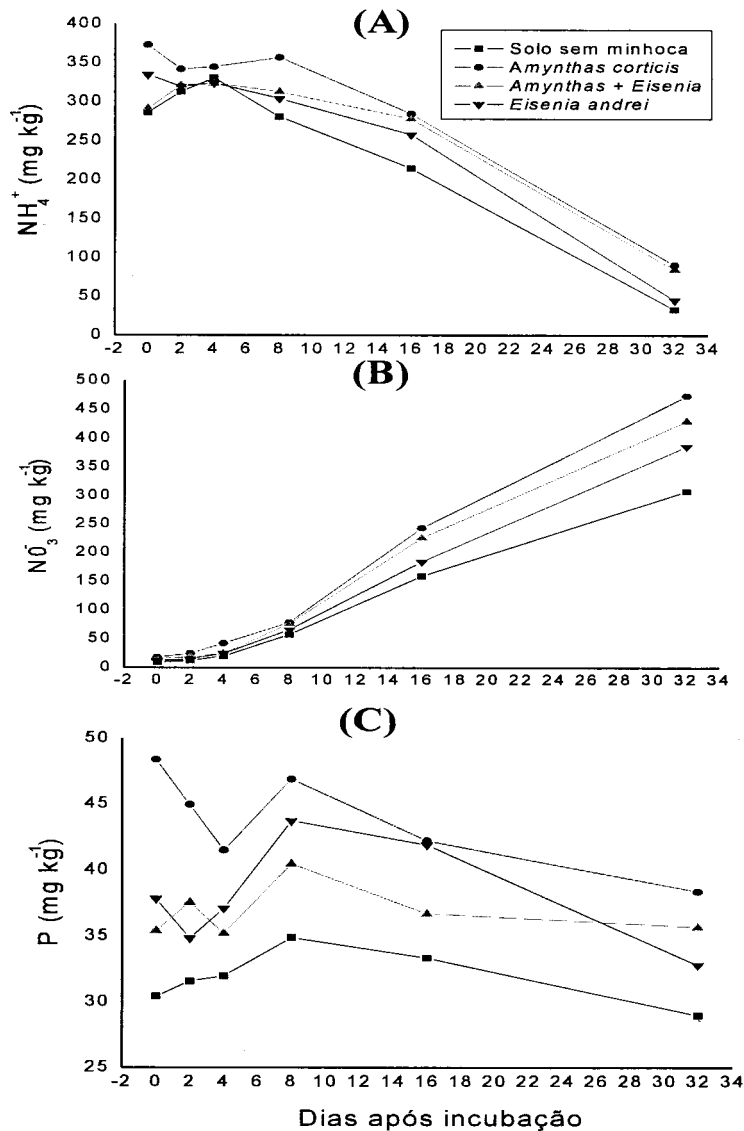 (A)
400
350
300
250
200
150
100
50
0
NH₄⁺ (mg kg⁻¹)
Solo sem minhoca
Amynthas corticis
Amynthas + Eisenia
Eisenia andrei
-2 0 2 4 6 8 10 12 14 16 18 20 22 24 26 28 30 32 34
(B)
500
450
400
350
300
250
200
150
100
50
0
NO₃⁻ (mg kg⁻¹)
-2 0 2 4 6 8 10 12 14 16 18 20 22 24 26 28 30 32 34
(C)
50
45
40
35
30
25
P (mg kg⁻¹)
-2 0 2 4 6 8 10 12 14 16 18 20 22 24 26 28 30 32 34
Dias após incubação